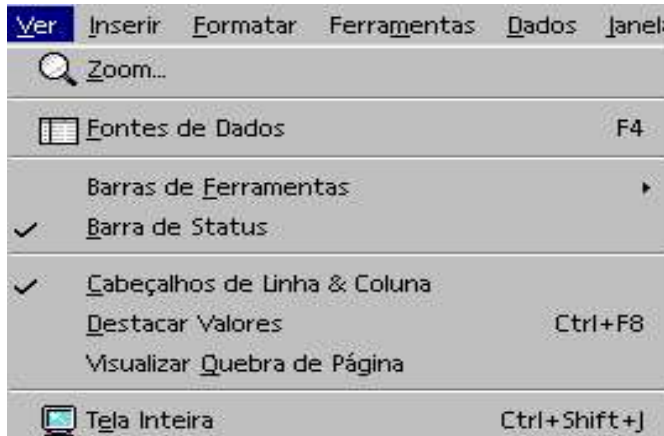 Ver Inserir Formatar Ferramentas Dados Janel
Zoom...
Fontes de Dados F4
Barras de Ferramentas
Barra de Status
Cabeçalhos de Linha & Coluna
Destacar Valores Ctrl+F8
Visualizar Quebra de Página
Tela Inteira Ctrl+Shift+J